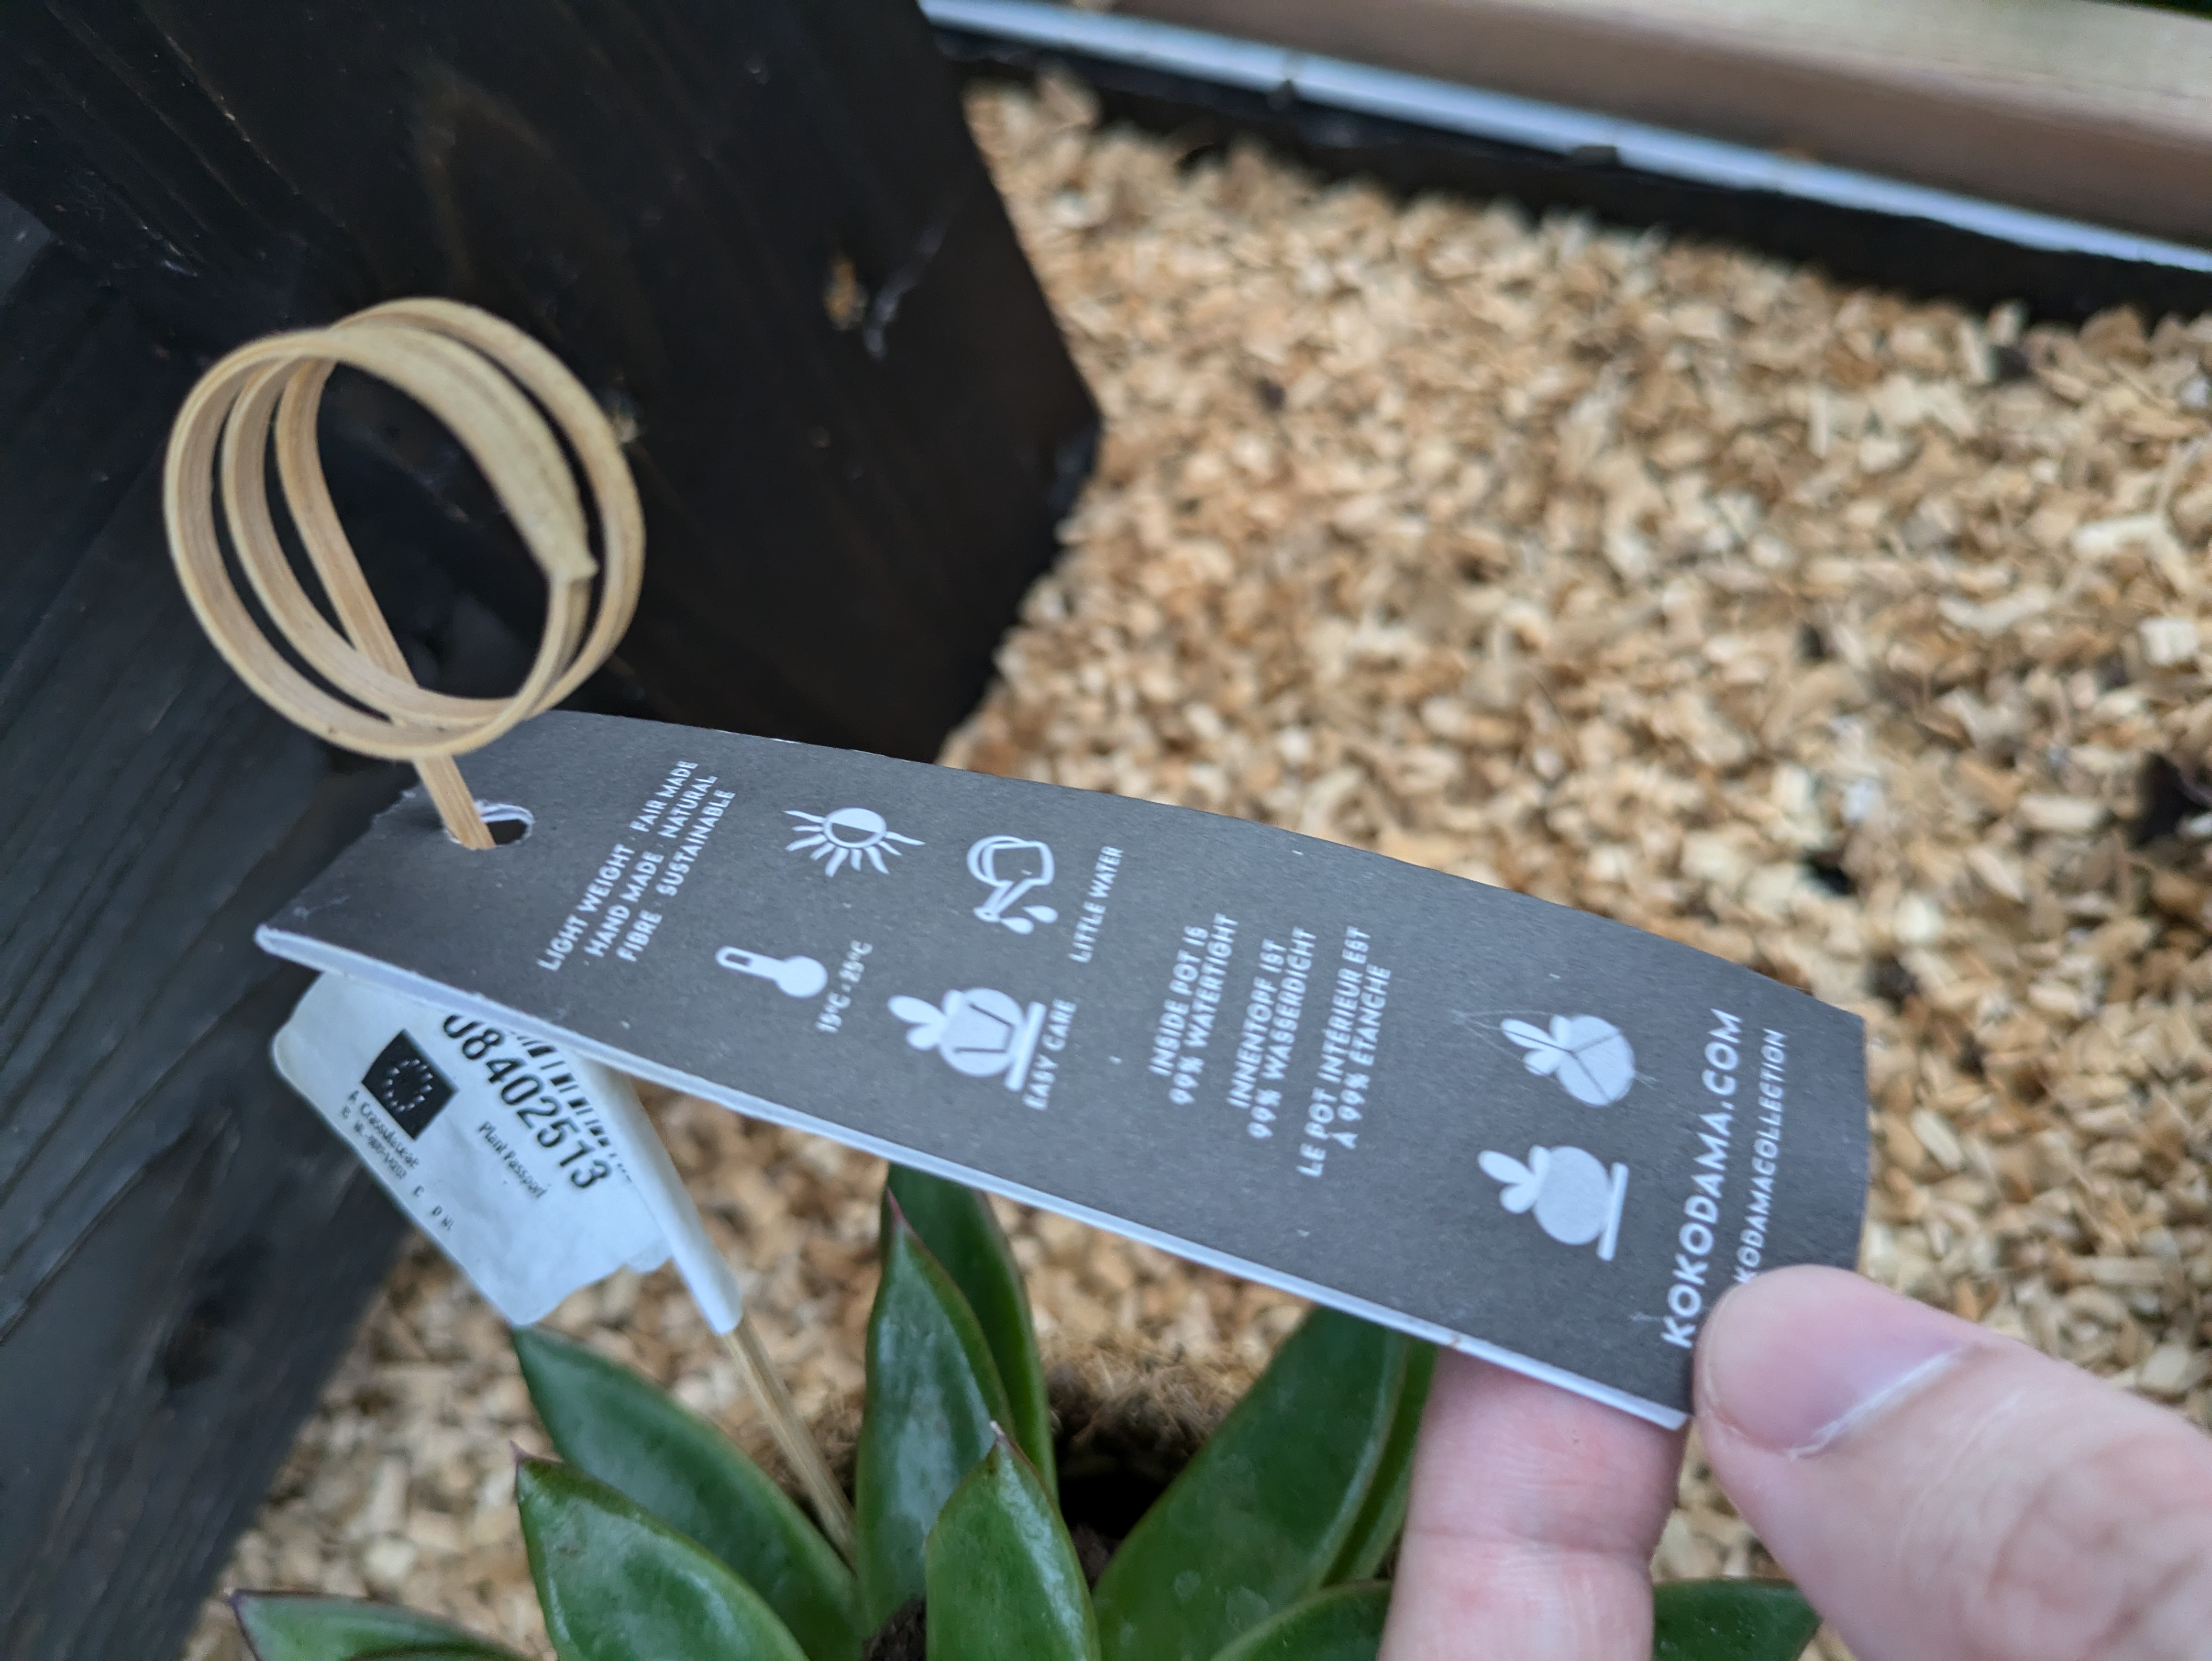 LIGHT WEIGHT · FAIR MADE
· HAND MADE · NATURAL
FIBRE · SUSTAINABLE
LITTLE WATER
15°C - 25°C
EASY CARE
INSIDE POT IS
99% WATERTIGHT
INNENTOPF IST
99% WASSERDICHT
LE POT INTÉRIEUR EST
À 99% ÉTANCHE
KOKODAMA.COM
KODAMACOLLECTION
08402513
Plant Passport